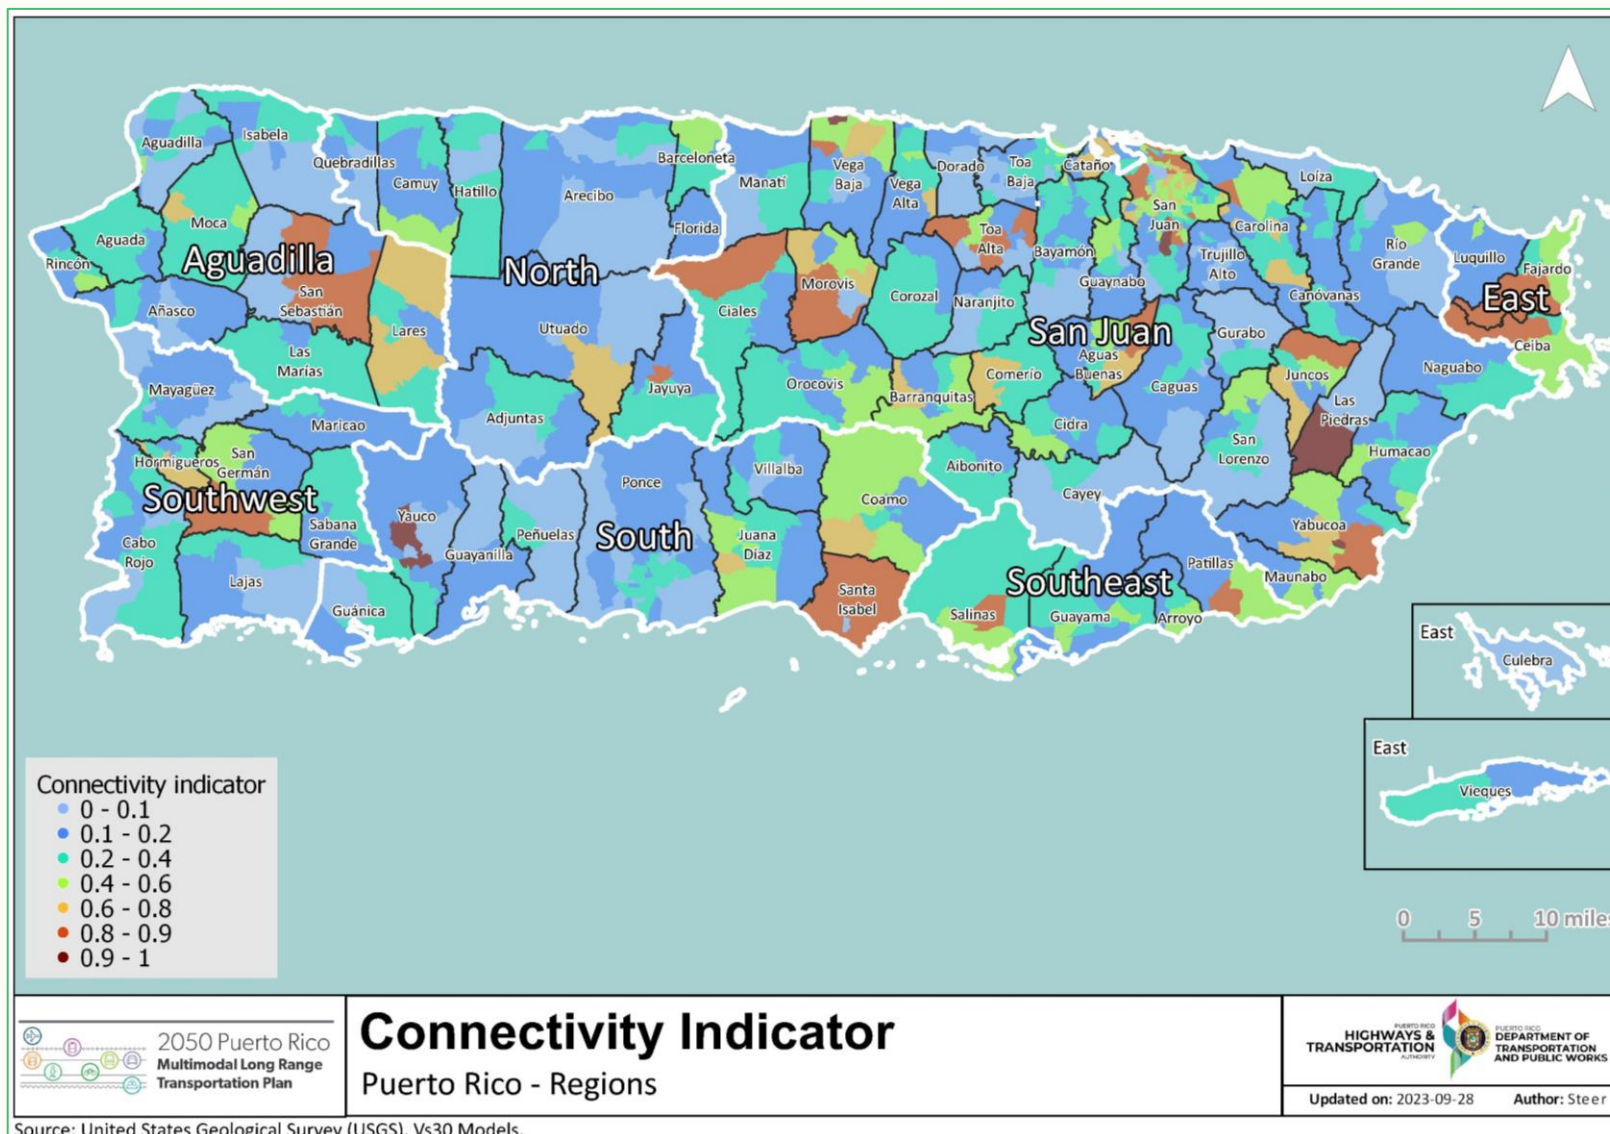 Aguadilla
Isabela
Quebradillas
Camuy
Hatillo
Arecibo
Barceloneta
Florida
Manatí
Vega
Baja
Vega
Alta
Dorado
Toa
Baja
Cataño
San
Juan
Carolina
Loíza
Río
Grande
Luquillo
Fajardo
Moca
Aguada
Rincón
Aguadilla
North
Toa
Alta
Bayamón
Guaynabo
Trujillo
Alto
Canóvanas
East
Ceiba
Añasco
San
Sebastián
Lares
Utuado
Ciales
Morovis
Corozal
Naranjito
San Juan
Gurabo
Las
Marías
Mayagüez
Maricao
Adjuntas
Jayuya
Orocovis
Barranquitas
Comerio
Aguas
Buenas
Caguas
Juncos
Las
Piedras
Naguabo
Cidra
San
Lorenzo
Humacao
Hormigueros
San
Germán
Southwest
Sabana
Grande
Yauco
Guayanilla
Peñuelas
Ponce
South
Villalba
Juana
Díaz
Coamo
Aibonito
Cayey
Yabucoa
Cabo
Rojo
Lajas
Guánica
Santa
Isabel
Southeast
Salinas
Guayama
Arroyo
Patillas
Maunabo
East
Culebra
East
Vieques
Connectivity indicator
0 - 0.1
0.1 - 0.2
0.2 - 0.4
0.4 - 0.6
0.6 - 0.8
0.8 - 0.9
0.9 - 1
0 5 10 miles
2050 Puerto Rico
Multimodal Long Range
Transportation Plan
Connectivity Indicator
Puerto Rico - Regions
PUERTO RICO
HIGHWAYS &
TRANSPORTATION
AUTHORITY
PUERTO RICO
DEPARTMENT OF
TRANSPORTATION
AND PUBLIC WORKS
Updated on: 2023-09-28 Author: Steer
Source: United States Geological Survey (USGS), Vs30 Models.